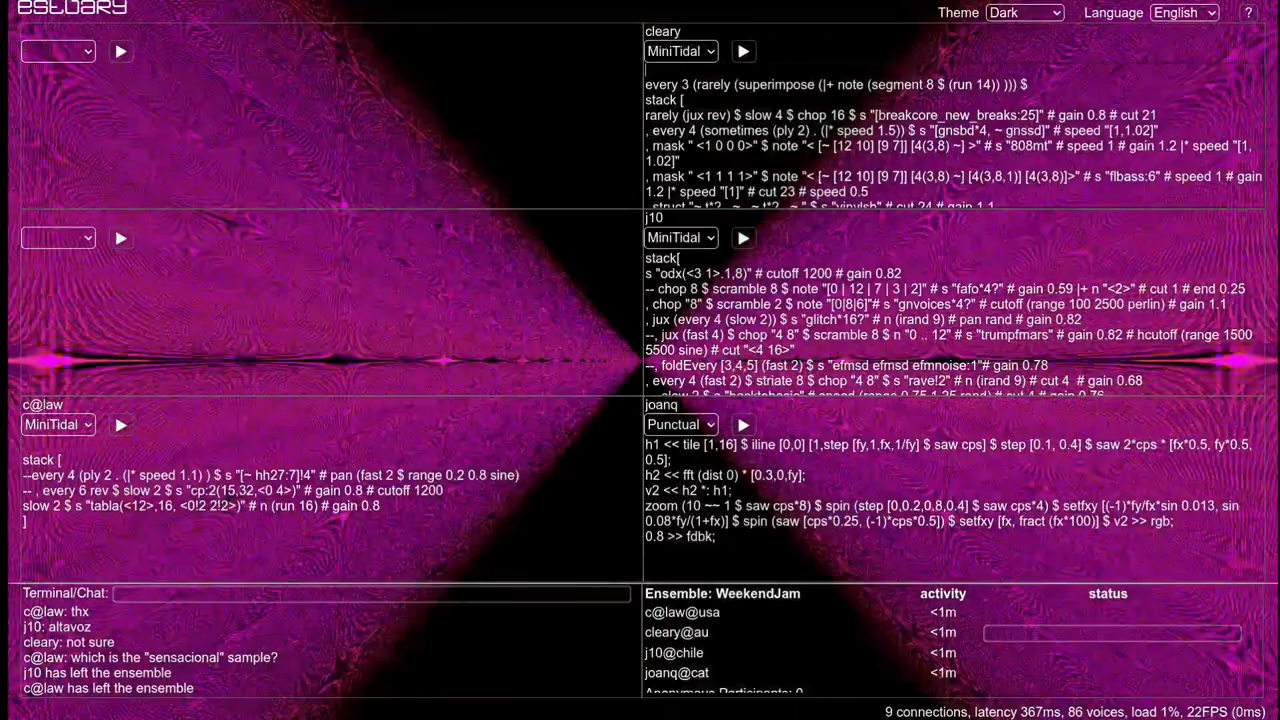 estuary
Theme Dark Language English ?
cleary
MiniTidal
every 3 (rarely (superimpose (|+ note (segment 8 $ (run 14)) ))) $
stack [
rarely (jux rev) $ slow 4 $ chop 16 $ s "[breakcore_new_breaks:25]" # gain 0.8 # cut 21
, every 4 (sometimes (ply 2) . (|* speed 1.5)) $ s "[gnsbd*4, ~ gnssd]" # speed "[1,1.02]"
, mask " <1 0 0 0>" $ note "< [~ [12 10] [9 7]] [4(3,8) ~] >" # s "808mt" # speed 1 # gain 1.2 |* speed "[1,
1.02]"
, mask " <1 1 1 1>" $ note "< [~ [12 10] [9 7]] [4(3,8) ~] [4(3,8,1)] [4(3,8)]>" # s "flbass:6" # speed 1 # gain
1.2 |* speed "[1]" # cut 23 # speed 0.5
, struct "~ t*2 ~ ~ ~ t*2 ~ ~ " $ s "vinylsh" # cut 24 # gain 1.1
j10
MiniTidal
stack[
s "odx(<3 1>.1,8)" # cutoff 1200 # gain 0.82
-- chop 8 $ scramble 8 $ note "[0 | 12 | 7 | 3 | 2]" # s "fafo*4?" # gain 0.59 |+ n "<2>" # cut 1 # end 0.25
, chop "8" $ scramble 2 $ note "[0|8|6]"# s "gnvoices*4?" # cutoff (range 100 2500 perlin) # gain 1.1
, jux (every 4 (slow 2)) $ s "glitch*16?" # n (irand 9) # pan rand # gain 0.82
--, jux (fast 4) $ chop "4 8" $ scramble 8 $ n "0 .. 12" # s "trumpfmars" # gain 0.82 # hcutoff (range 1500
5500 sine) # cut "<4 16>"
--, foldEvery [3,4,5] (fast 2) $ s "efmsd efmsd efmnoise:1"# gain 0.78
, every 4 (fast 2) $ striate 8 $ chop "4 8" $ s "rave!2" # n (irand 9) # cut 4 # gain 0.68
c@law
MiniTidal
stack [
--every 4 (ply 2 . (|* speed 1.1) ) $ s "[~ hh27:7]!4" # pan (fast 2 $ range 0.2 0.8 sine)
-- , every 6 rev $ slow 2 $ s "cp:2(15,32,<0 4>)" # gain 0.8 # cutoff 1200
slow 2 $ s "tabla(<12>,16, <0!2 2!2>)" # n (run 16) # gain 0.8
]
joanq
Punctual
h1 << tile [1,16] $ iline [0,0] [1,step [fy,1,fx,1/fy] $ saw cps] $ step [0.1, 0.4] $ saw 2*cps * [fx*0.5, fy*0.5,
0.5];
h2 << fft (dist 0) * [0.3,0,fy];
v2 << h2 *: h1;
zoom (10 ~~ 1 $ saw cps*8) $ spin (step [0,0.2,0.8,0.4] $ saw cps*4) $ setfxy [(-1)*fy/fx*sin 0.013, sin
0.08*fy/(1+fx)] $ spin (saw [cps*0.25, (-1)*cps*0.5]) $ setfxy [fx, fract (fx*100)] $ v2 >> rgb;
0.8 >> fdbk;
Terminal/Chat:
c@law: thx
j10: altavoz
cleary: not sure
c@law: which is the "sensacional" sample?
j10 has left the ensemble
c@law has left the ensemble
Ensemble: WeekendJam activity status
c@law@usa <1m
cleary@au <1m
j10@chile <1m
joanq@cat <1m
Anonymous Participants: 0
9 connections, latency 367ms, 86 voices, load 1%, 22FPS (0ms)